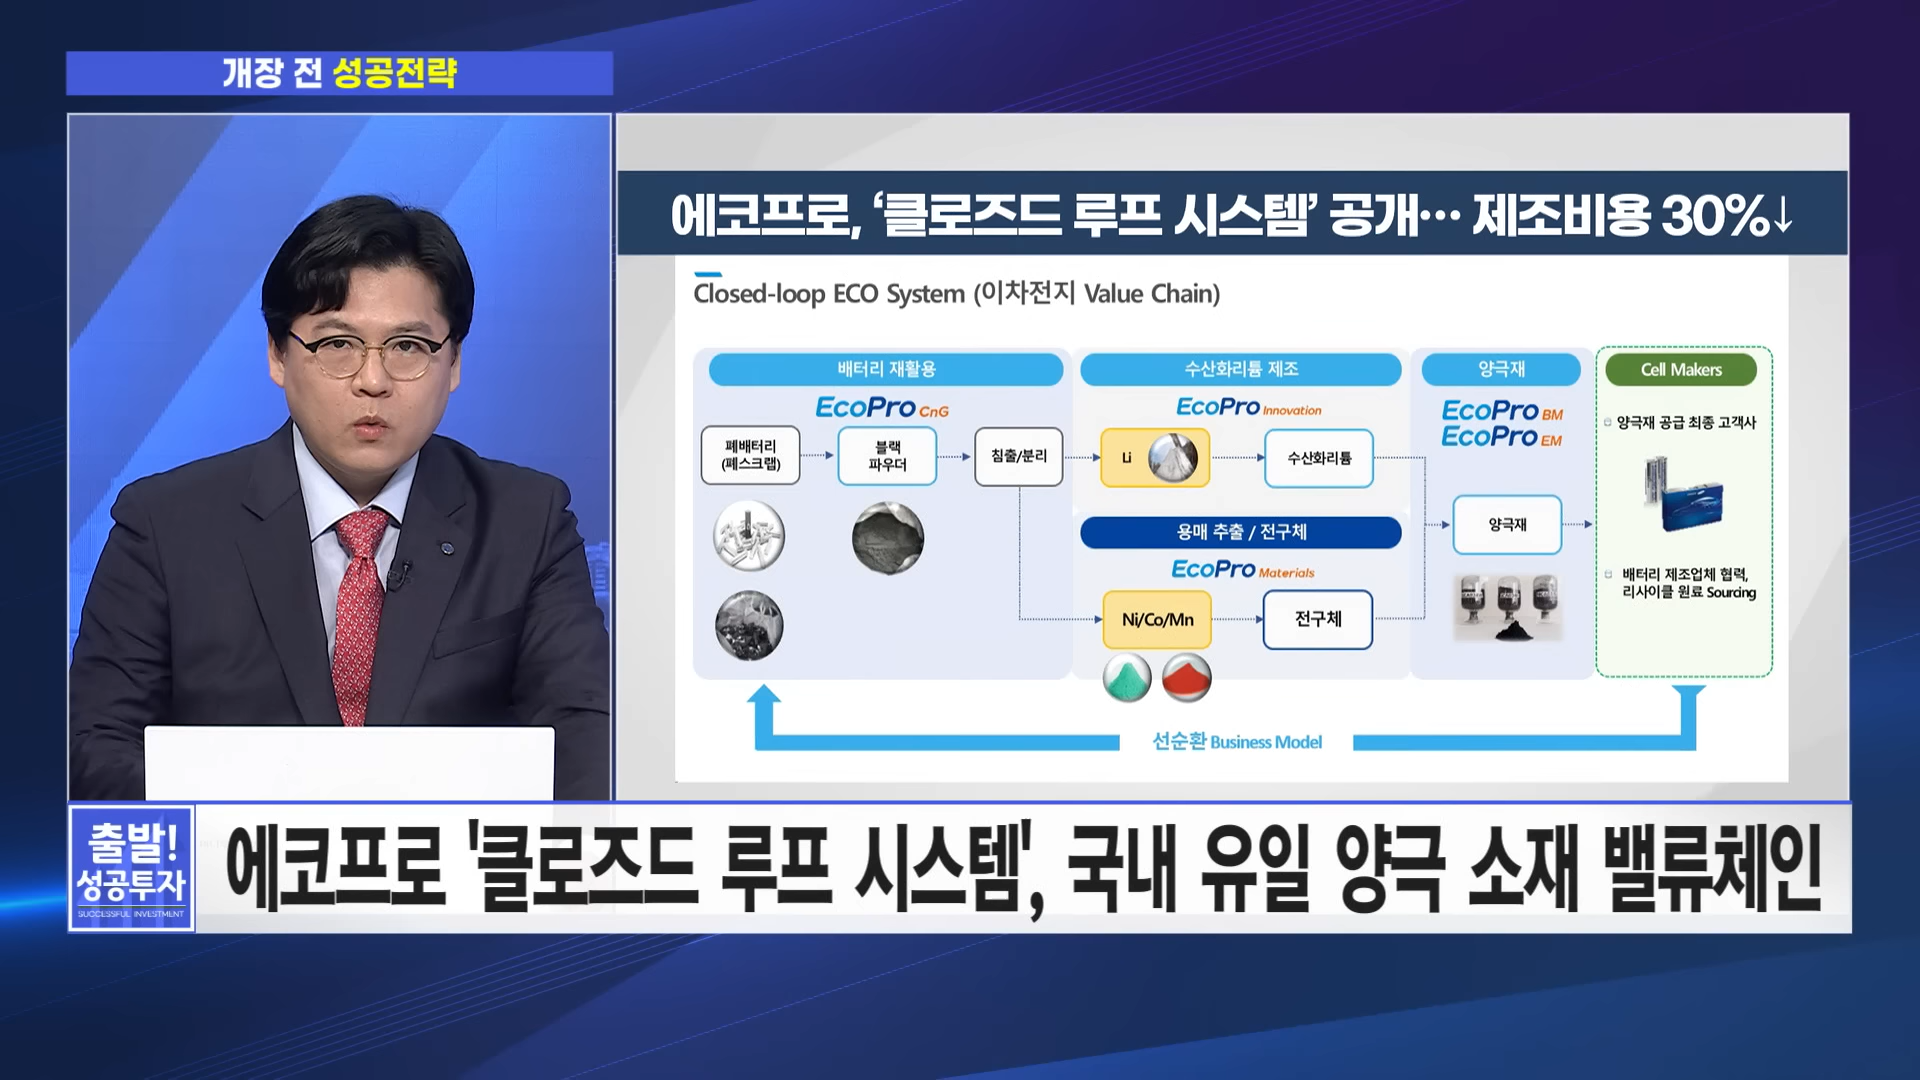 개장 전 성공전략
에코프로, ‘클로즈드 루프 시스템’ 공개… 제조비용 30%↓
Closed-loop ECO System (이차전지 Value Chain)
배터리 재활용
EcoPro CnG
폐배터리
(폐스크랩)
블랙
파우더
침출/분리
수산화리튬 제조
EcoPro Innovation
Li
수산화리튬
용매 추출 / 전구체
EcoPro Materials
Ni/Co/Mn
전구체
양극재
EcoPro BM
EcoPro EM
양극재
Cell Makers
양극재 공급 최종 고객사
배터리 제조업체 협력,
리사이클 원료 Sourcing
선순환 Business Model
출발!
성공투자
SUCCESSFUL INVESTMENT
에코프로 '클로즈드 루프 시스템', 국내 유일 양극 소재 밸류체인